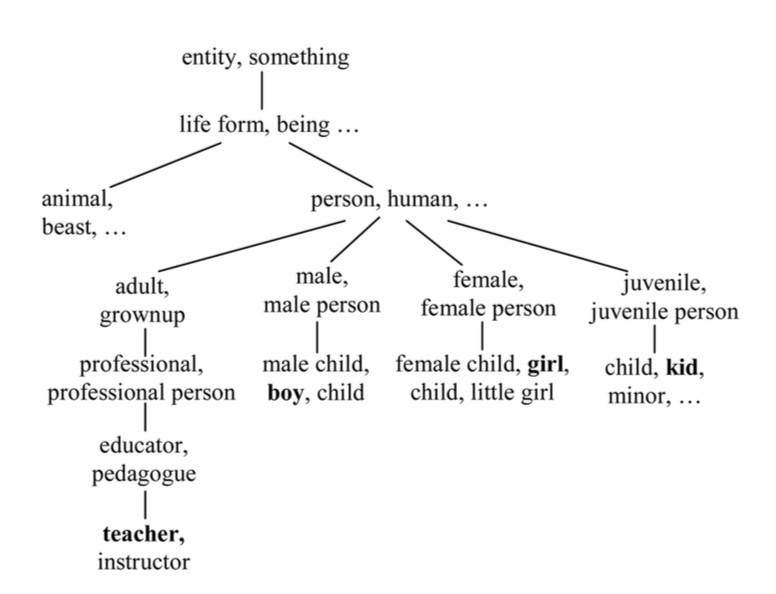 entity, something
life form, being …
animal,
beast, …
person, human, …
adult,
grownup
male,
male person
female,
female person
juvenile,
juvenile person
professional,
professional person
male child,
boy, child
female child, girl,
child, little girl
child, kid,
minor, …
educator,
pedagogue
teacher,
instructor